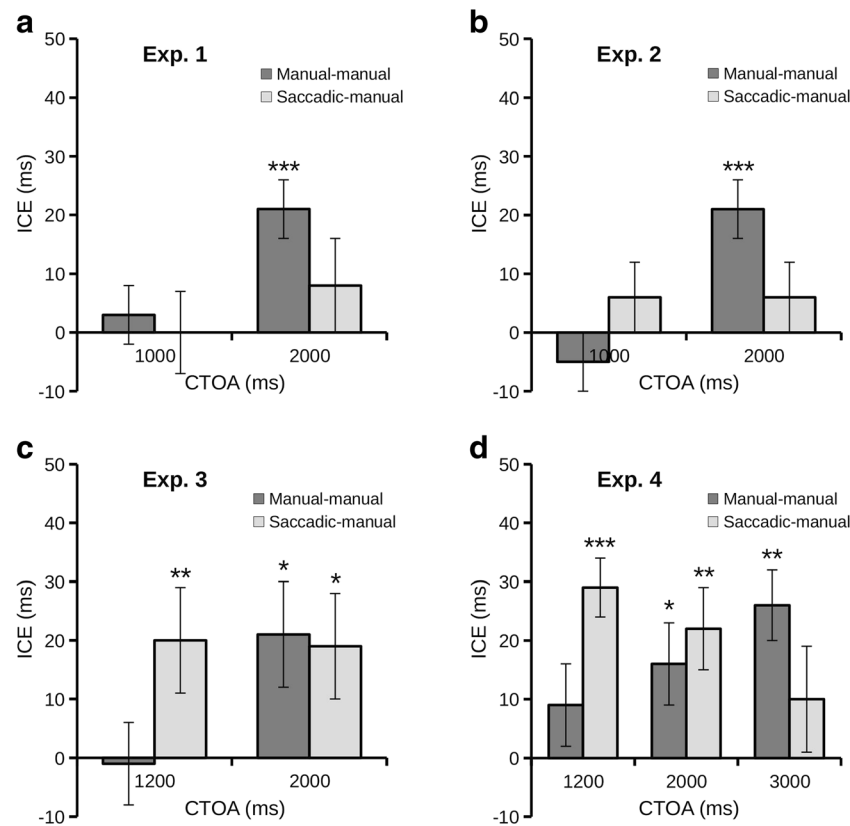 a
Exp. 1
50
40
30
20
10
0
-10
ICE (ms)
Manual-manual
Saccadic-manual
***
1000
2000
CTOA (ms)
b
Exp. 2
50
40
30
20
10
0
-10
ICE (ms)
Manual-manual
Saccadic-manual
***
1000
2000
CTOA (ms)
c
Exp. 3
50
40
30
20
10
0
-10
ICE (ms)
Manual-manual
Saccadic-manual
** * *
1200
2000
CTOA (ms)
d
Exp. 4
50
40
30
20
10
0
-10
ICE (ms)
Manual-manual
Saccadic-manual
*** * ** **
1200
2000
3000
CTOA (ms)